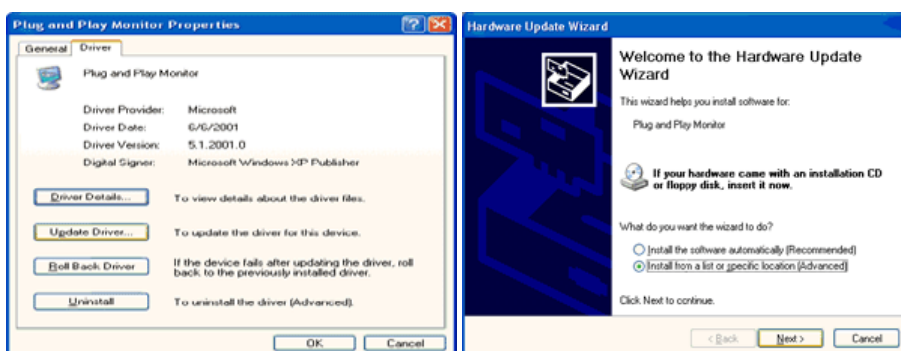 Plug and Play Monitor Properties
General
Driver
Plug and Play Monitor
Driver Provider: Microsoft
Driver Date: 6/6/2001
Driver Version: 5.1.2001.0
Digital Signer: Microsoft Windows XP Publisher
Driver Details... To view details about the driver files.
Update Driver... To update the driver for this device.
Roll Back Driver If the device fails after updating the driver, roll
back to the previously installed driver.
Uninstall To uninstall the driver (Advanced).
OK Cancel
Hardware Update Wizard
Welcome to the Hardware Update
Wizard
This wizard helps you install software for:
Plug and Play Monitor
If your hardware came with an installation CD
or floppy disk, insert it now.
What do you want the wizard to do?
Install the software automatically (Recommended)
Install from a list or specific location (Advanced)
Click Next to continue.
< Back Next > Cancel